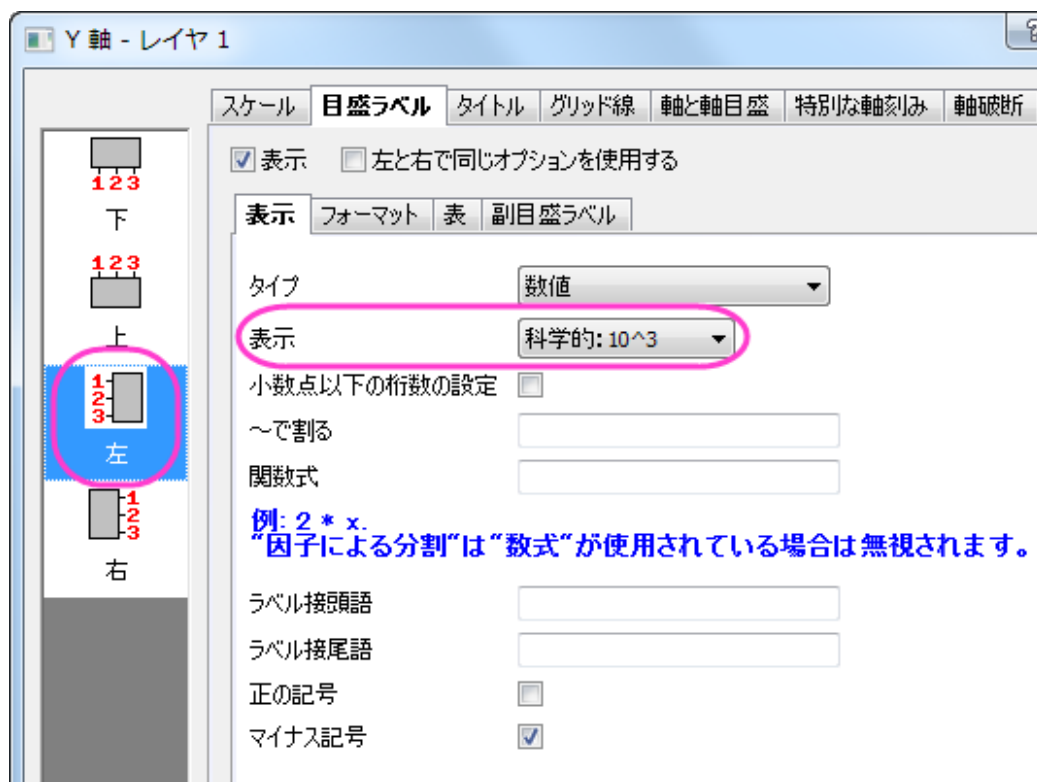 Y 軸 - レイヤ 1
スケール 目盛ラベル タイトル グリッド線 軸と軸目盛 特別な軸刻み 軸破断
表示 左と右で同じオプションを使用する
1 2 3
下
1 2 3
上
1
2
3
左
1
2
3
右
表示 フォーマット 表 副目盛ラベル
タイプ 数値
表示 科学的: 10^3
小数点以下の桁数の設定
～で割る
関数式
例: 2 * x.
"因子による分割"は"数式"が使用されている場合は無視されます。
ラベル接頭語
ラベル接尾語
正の記号
マイナス記号